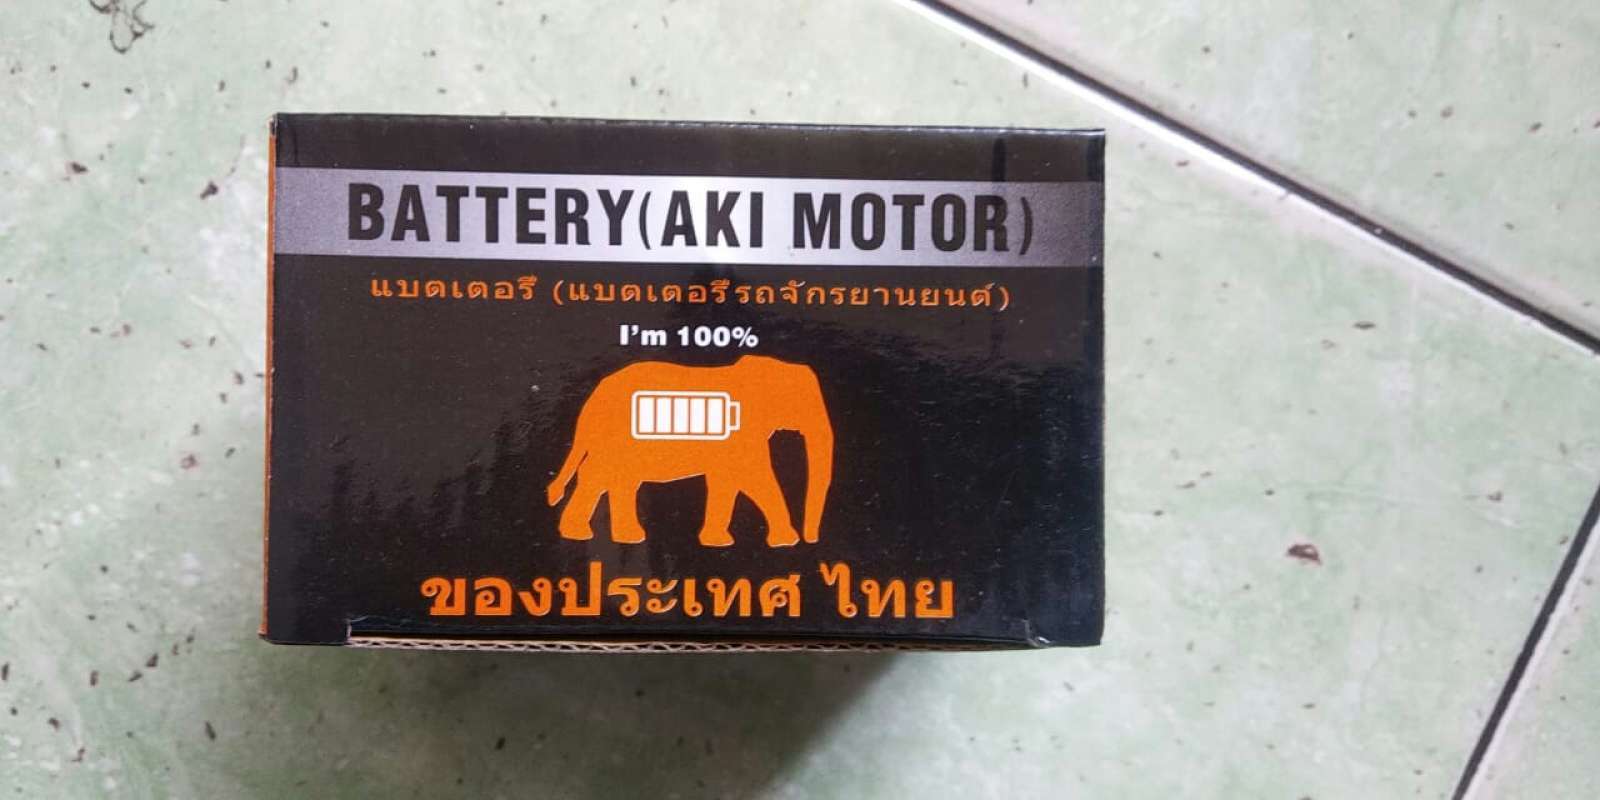 BATTERY(AKI MOTOR)
แบตเตอรี (แบตเตอรีรถจักรยานยนต์)
I'm 100%
ของประเทศ ไทย